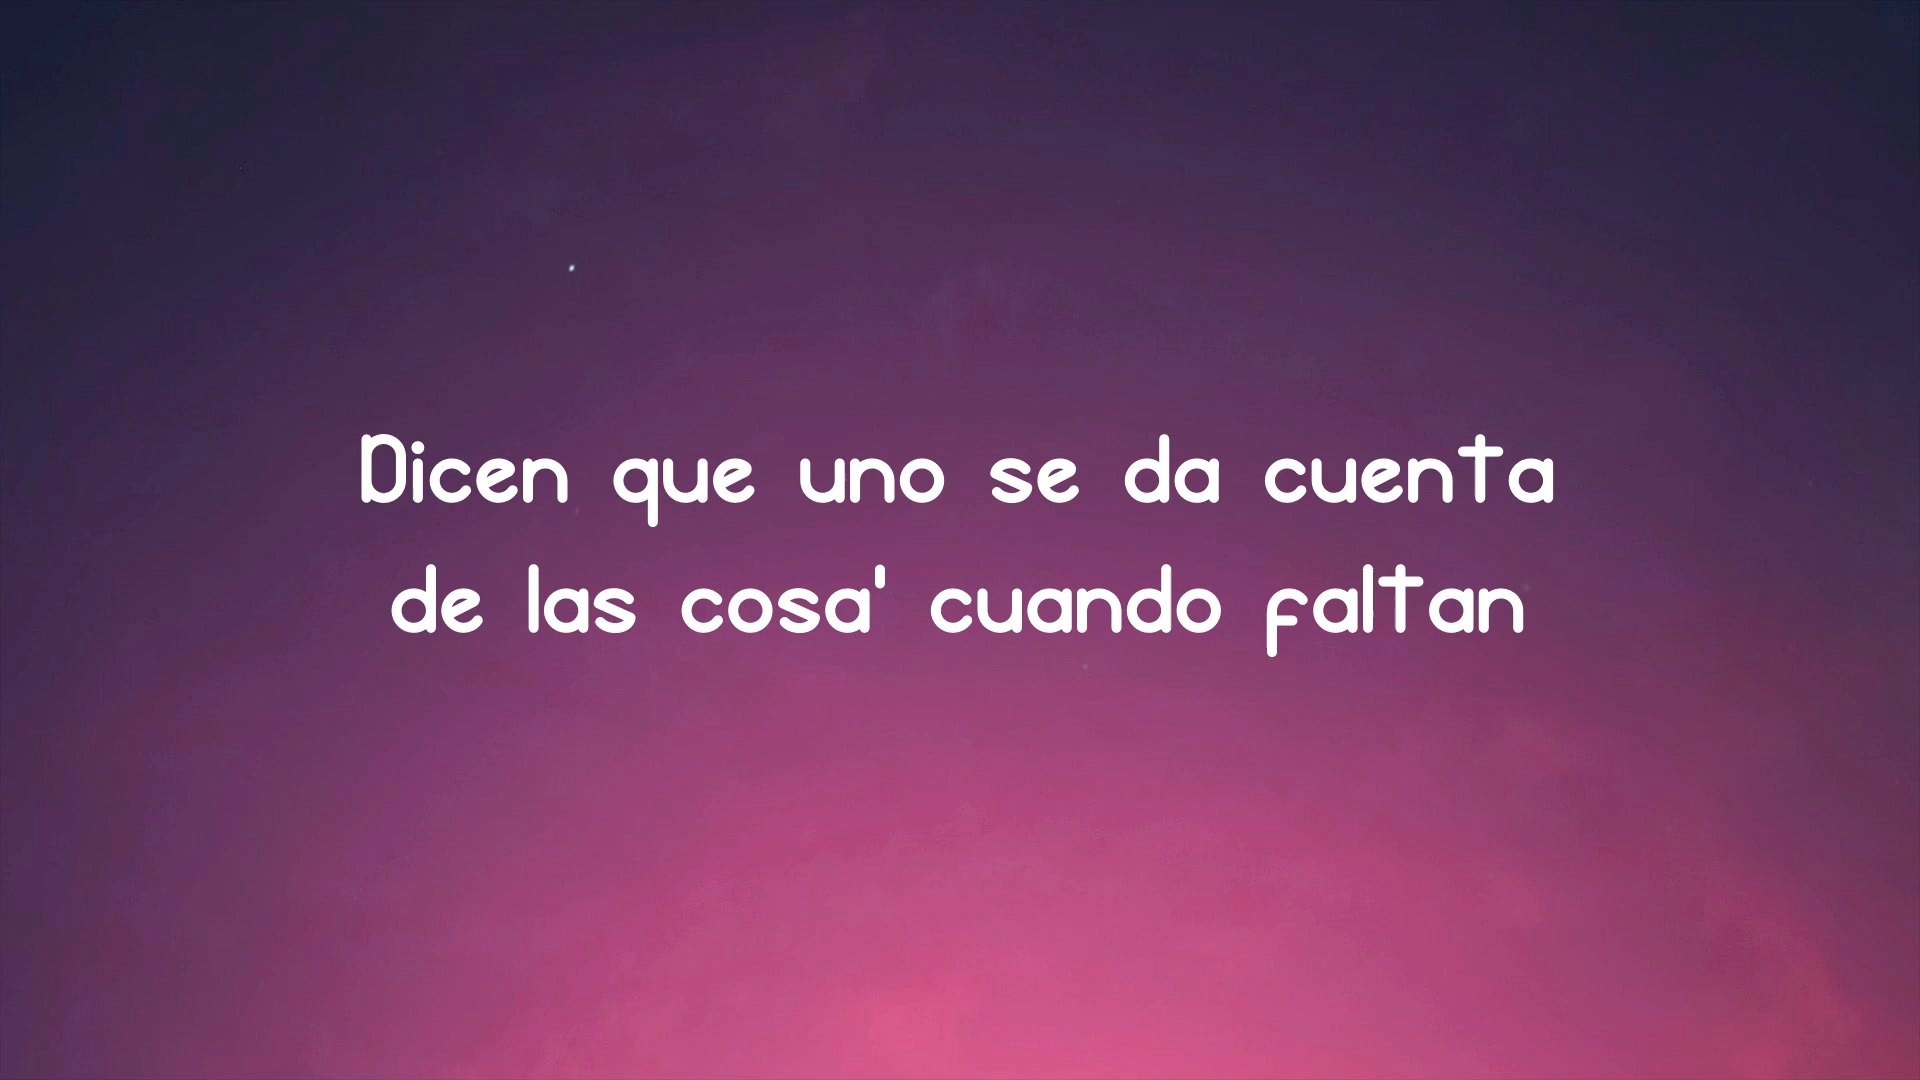 Dicen que uno se da cuenta
de las cosa' cuando faltan